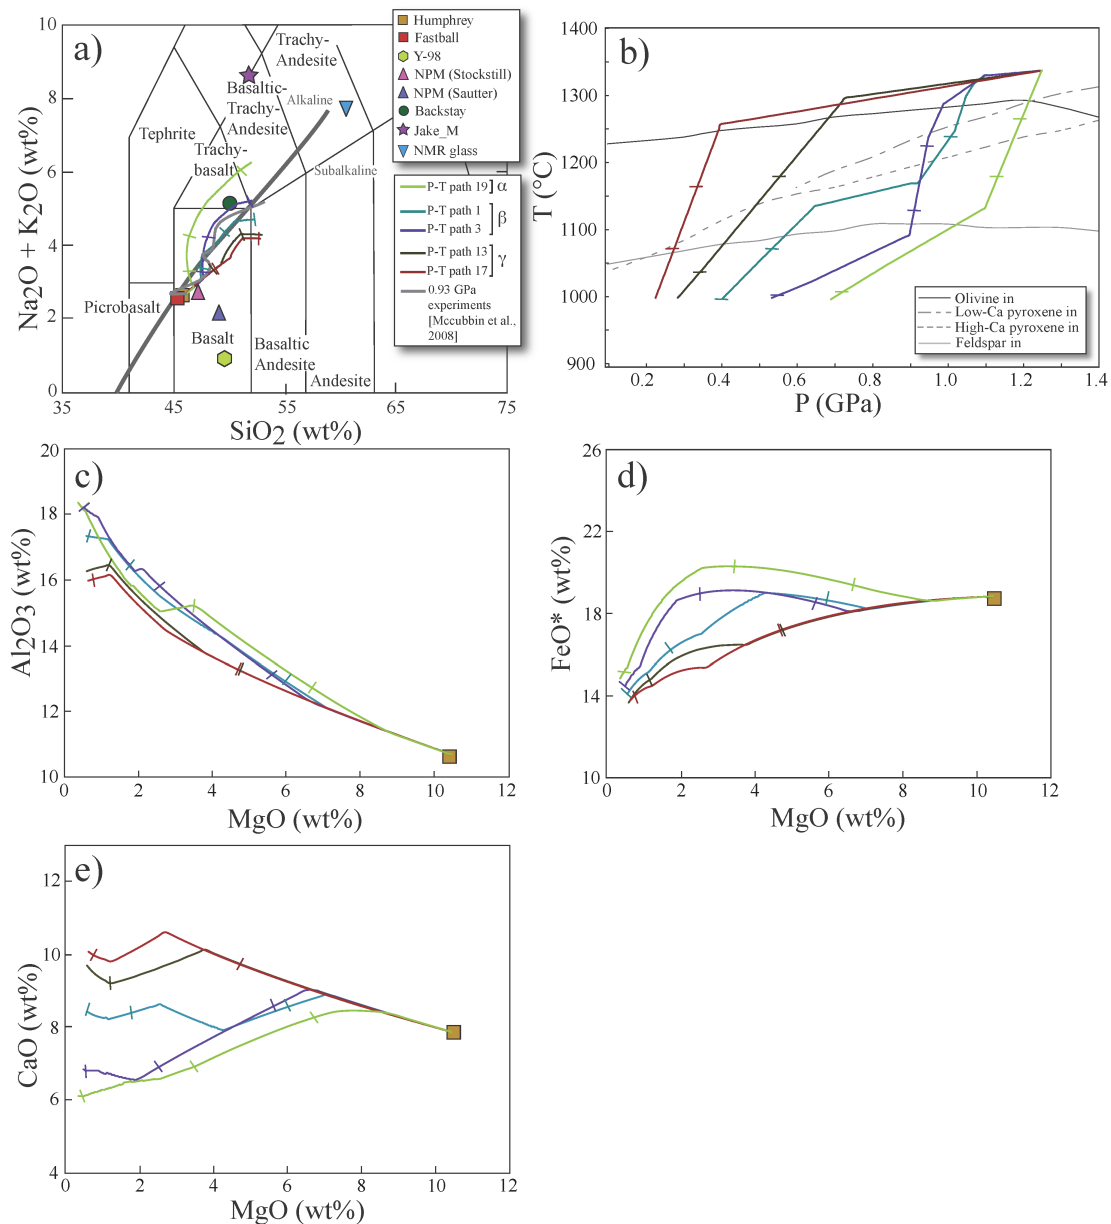 a)
10
8
6
4
2
0
35
45
55
65
75
Na2O + K2O (wt%)
SiO2 (wt%)
Trachy-
Andesite
Basaltic-
Trachy-
Andesite
Alkaline
Tephrite
Trachy-
basalt
Subalkaline
Picrobasalt
Basalt
Basaltic
Andesite
Andesite
Humphrey
Fastball
Y-98
NPM (Stockstill)
NPM (Sautter)
Backstay
Jake_M
NMR glass
P-T path 19] α
P-T path 1
P-T path 3
] β
P-T path 13
P-T path 17
] γ
0.93 GPa
experiments
[Mccubbin et al.,
2008]
b)
1400
1300
1200
1100
1000
900
T (°C)
0.2
0.4
0.6
0.8
1.0
1.2
1.4
P (GPa)
Olivine in
Low-Ca pyroxene in
High-Ca pyroxene in
Feldspar in
c)
20
18
16
14
12
10
Al2O3 (wt%)
0
2
4
6
8
10
12
MgO (wt%)
d)
26
22
18
14
10
FeO* (wt%)
0
2
4
6
8
10
12
MgO (wt%)
e)
12
10
8
6
4
CaO (wt%)
0
2
4
6
8
10
12
MgO (wt%)